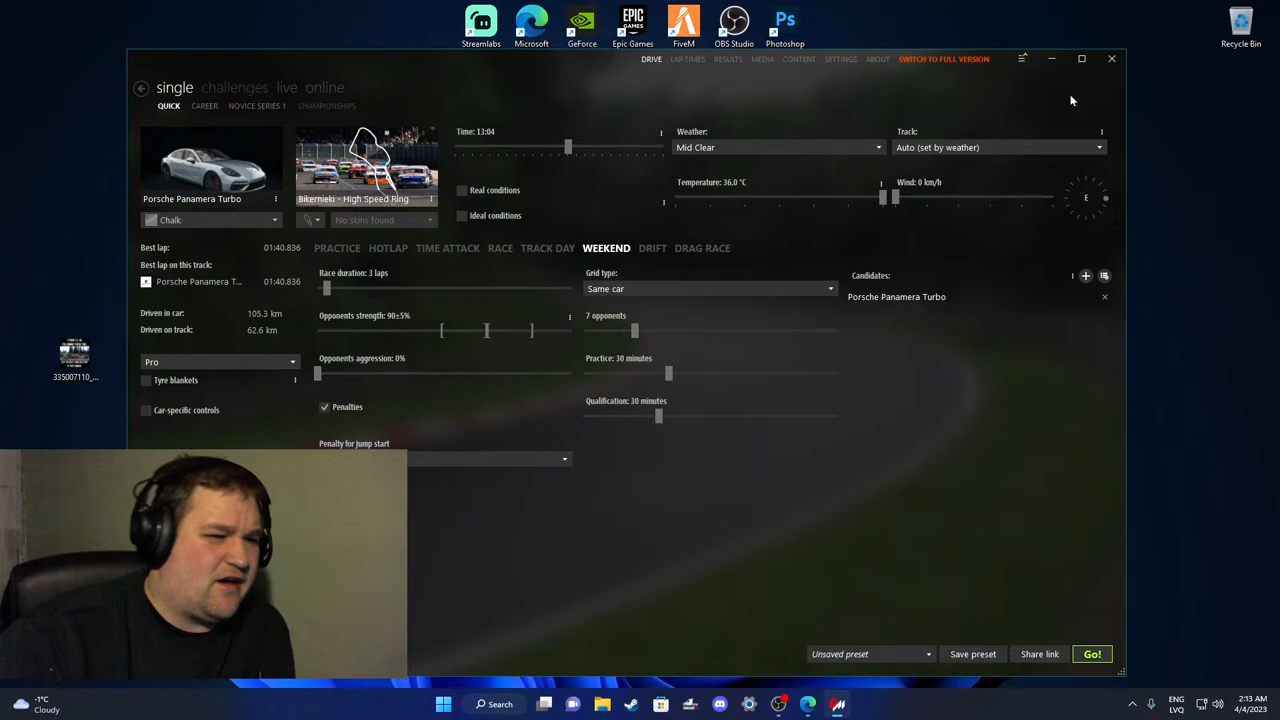 Streamlabs
Microsoft
GeForce
Epic Games
FiveM
OBS Studio
Photoshop
Recycle Bin
335007110_...
DRIVE
LAP TIMES
RESULTS
MEDIA
CONTENT
SETTINGS
ABOUT
SWITCH TO FULL VERSION
single challenges live online
QUICK
CAREER
NOVICE SERIES 1
CHAMPIONSHIPS
Porsche Panamera Turbo
Bikernieki - High Speed Ring
Chalk
No skins found
Time: 13:04
Real conditions
Ideal conditions
Weather:
Mid Clear
Track:
Auto (set by weather)
Temperature: 36.0 °C
Wind: 0 km/h
E
Best lap: 01:40.836
Best lap on this track:
Porsche Panamera T... 01:40.836
Driven in car: 105.3 km
Driven on track: 62.6 km
Pro
Tyre blankets
Car-specific controls
PRACTICE
HOTLAP
TIME ATTACK
RACE
TRACK DAY
WEEKEND
DRIFT
DRAG RACE
Race duration: 3 laps
Opponents strength: 90±5%
Opponents aggression: 0%
Penalties
Penalty for jump start
Grid type:
Same car
7 opponents
Practice: 30 minutes
Qualification: 30 minutes
Candidates:
Porsche Panamera Turbo
Unsaved preset
Save preset
Share link
Go!
-1°C
Cloudy
Search
ENG
LVQ
2:13 AM
4/4/2023